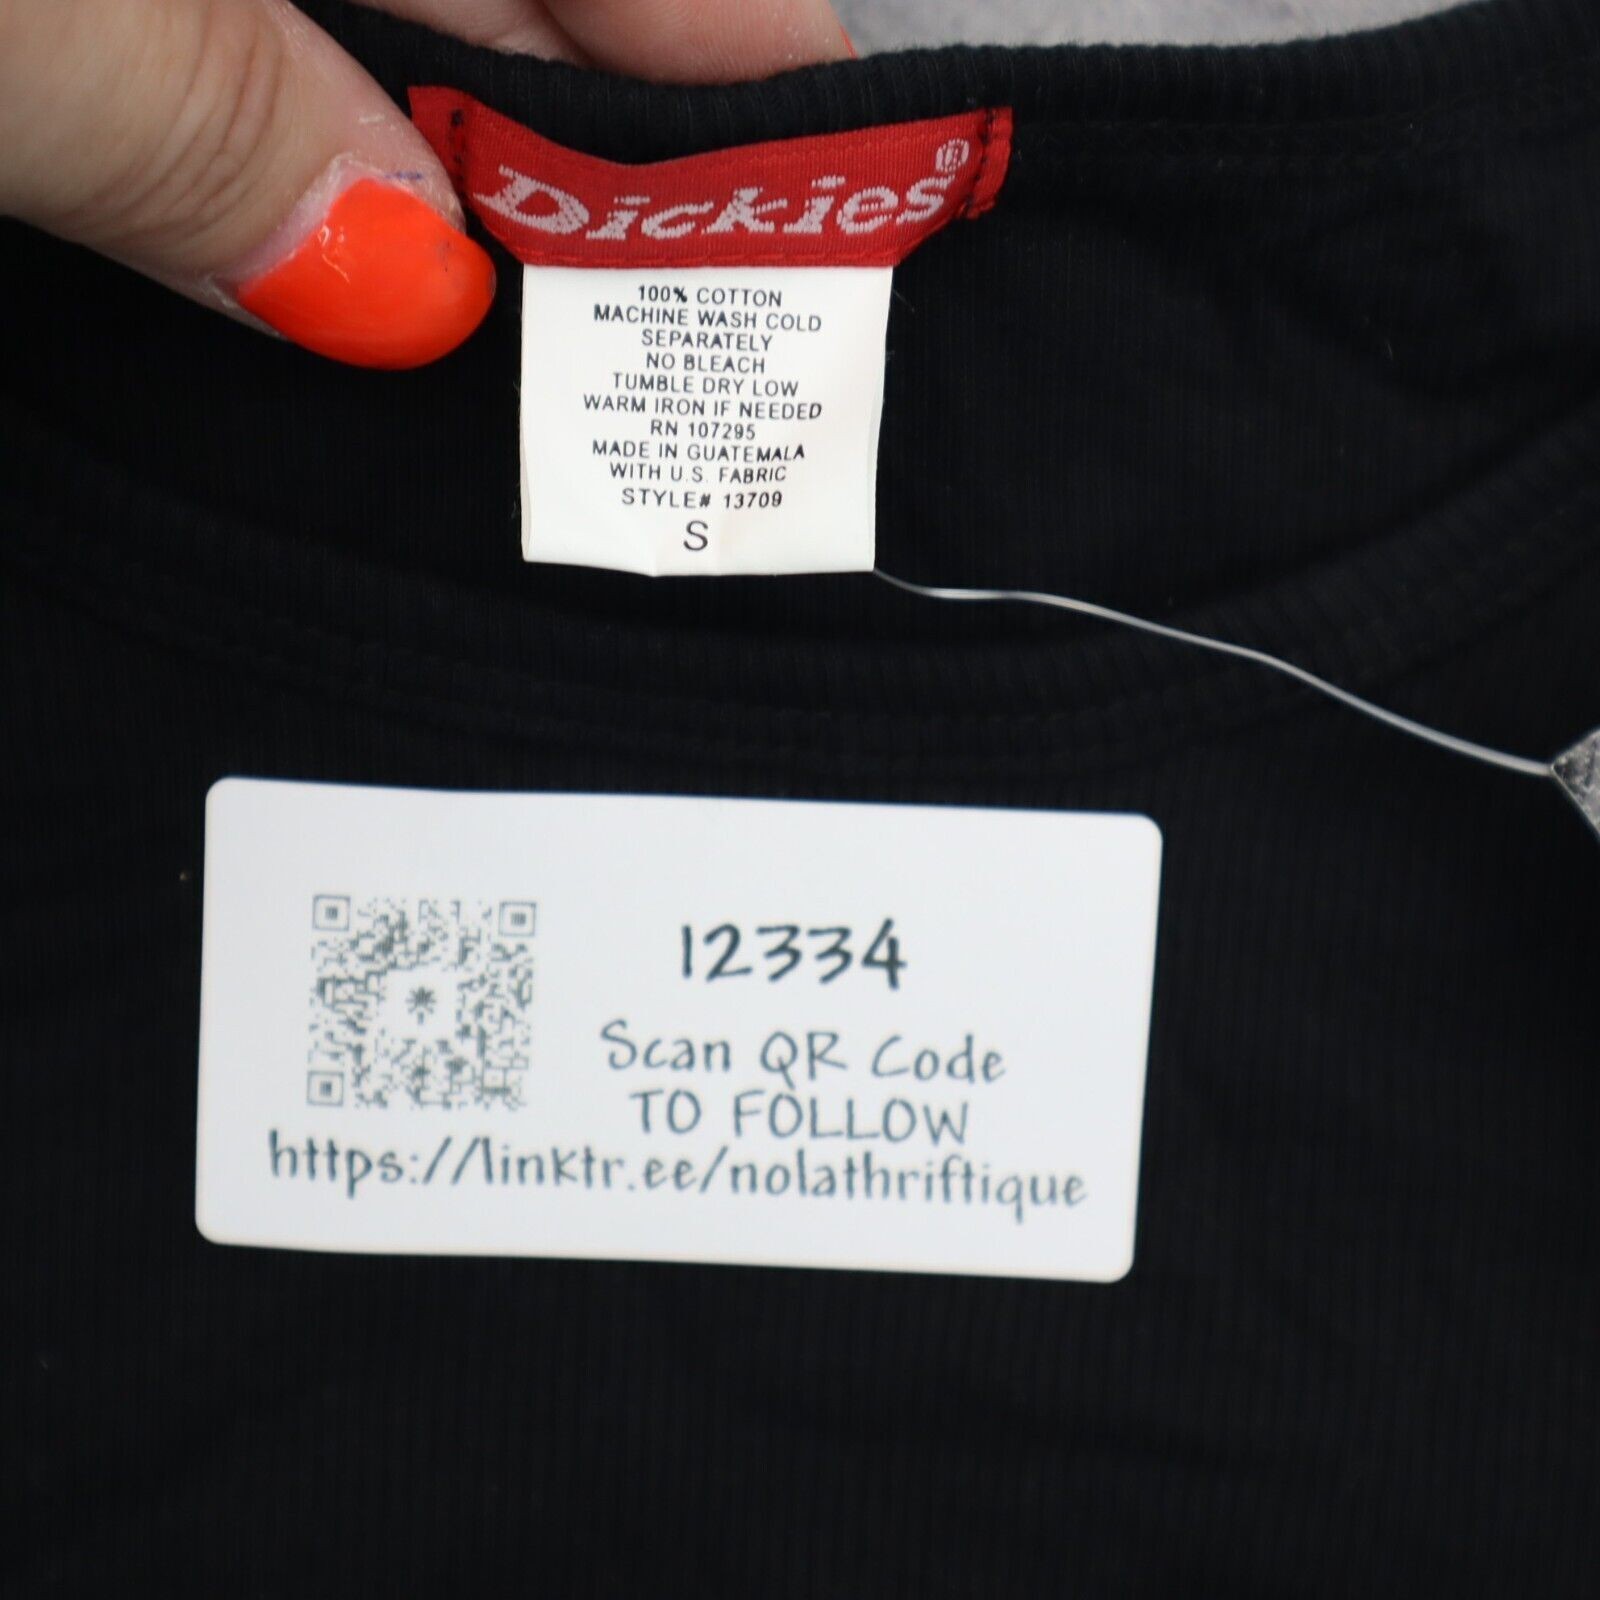 Dickies®
100% COTTON
MACHINE WASH COLD
SEPARATELY
NO BLEACH
TUMBLE DRY LOW
WARM IRON IF NEEDED
RN 107295
MADE IN GUATEMALA
WITH U.S. FABRIC
STYLE# 13709
S
12334
Scan QR Code
TO FOLLOW
https://linktr.ee/nolathriftique